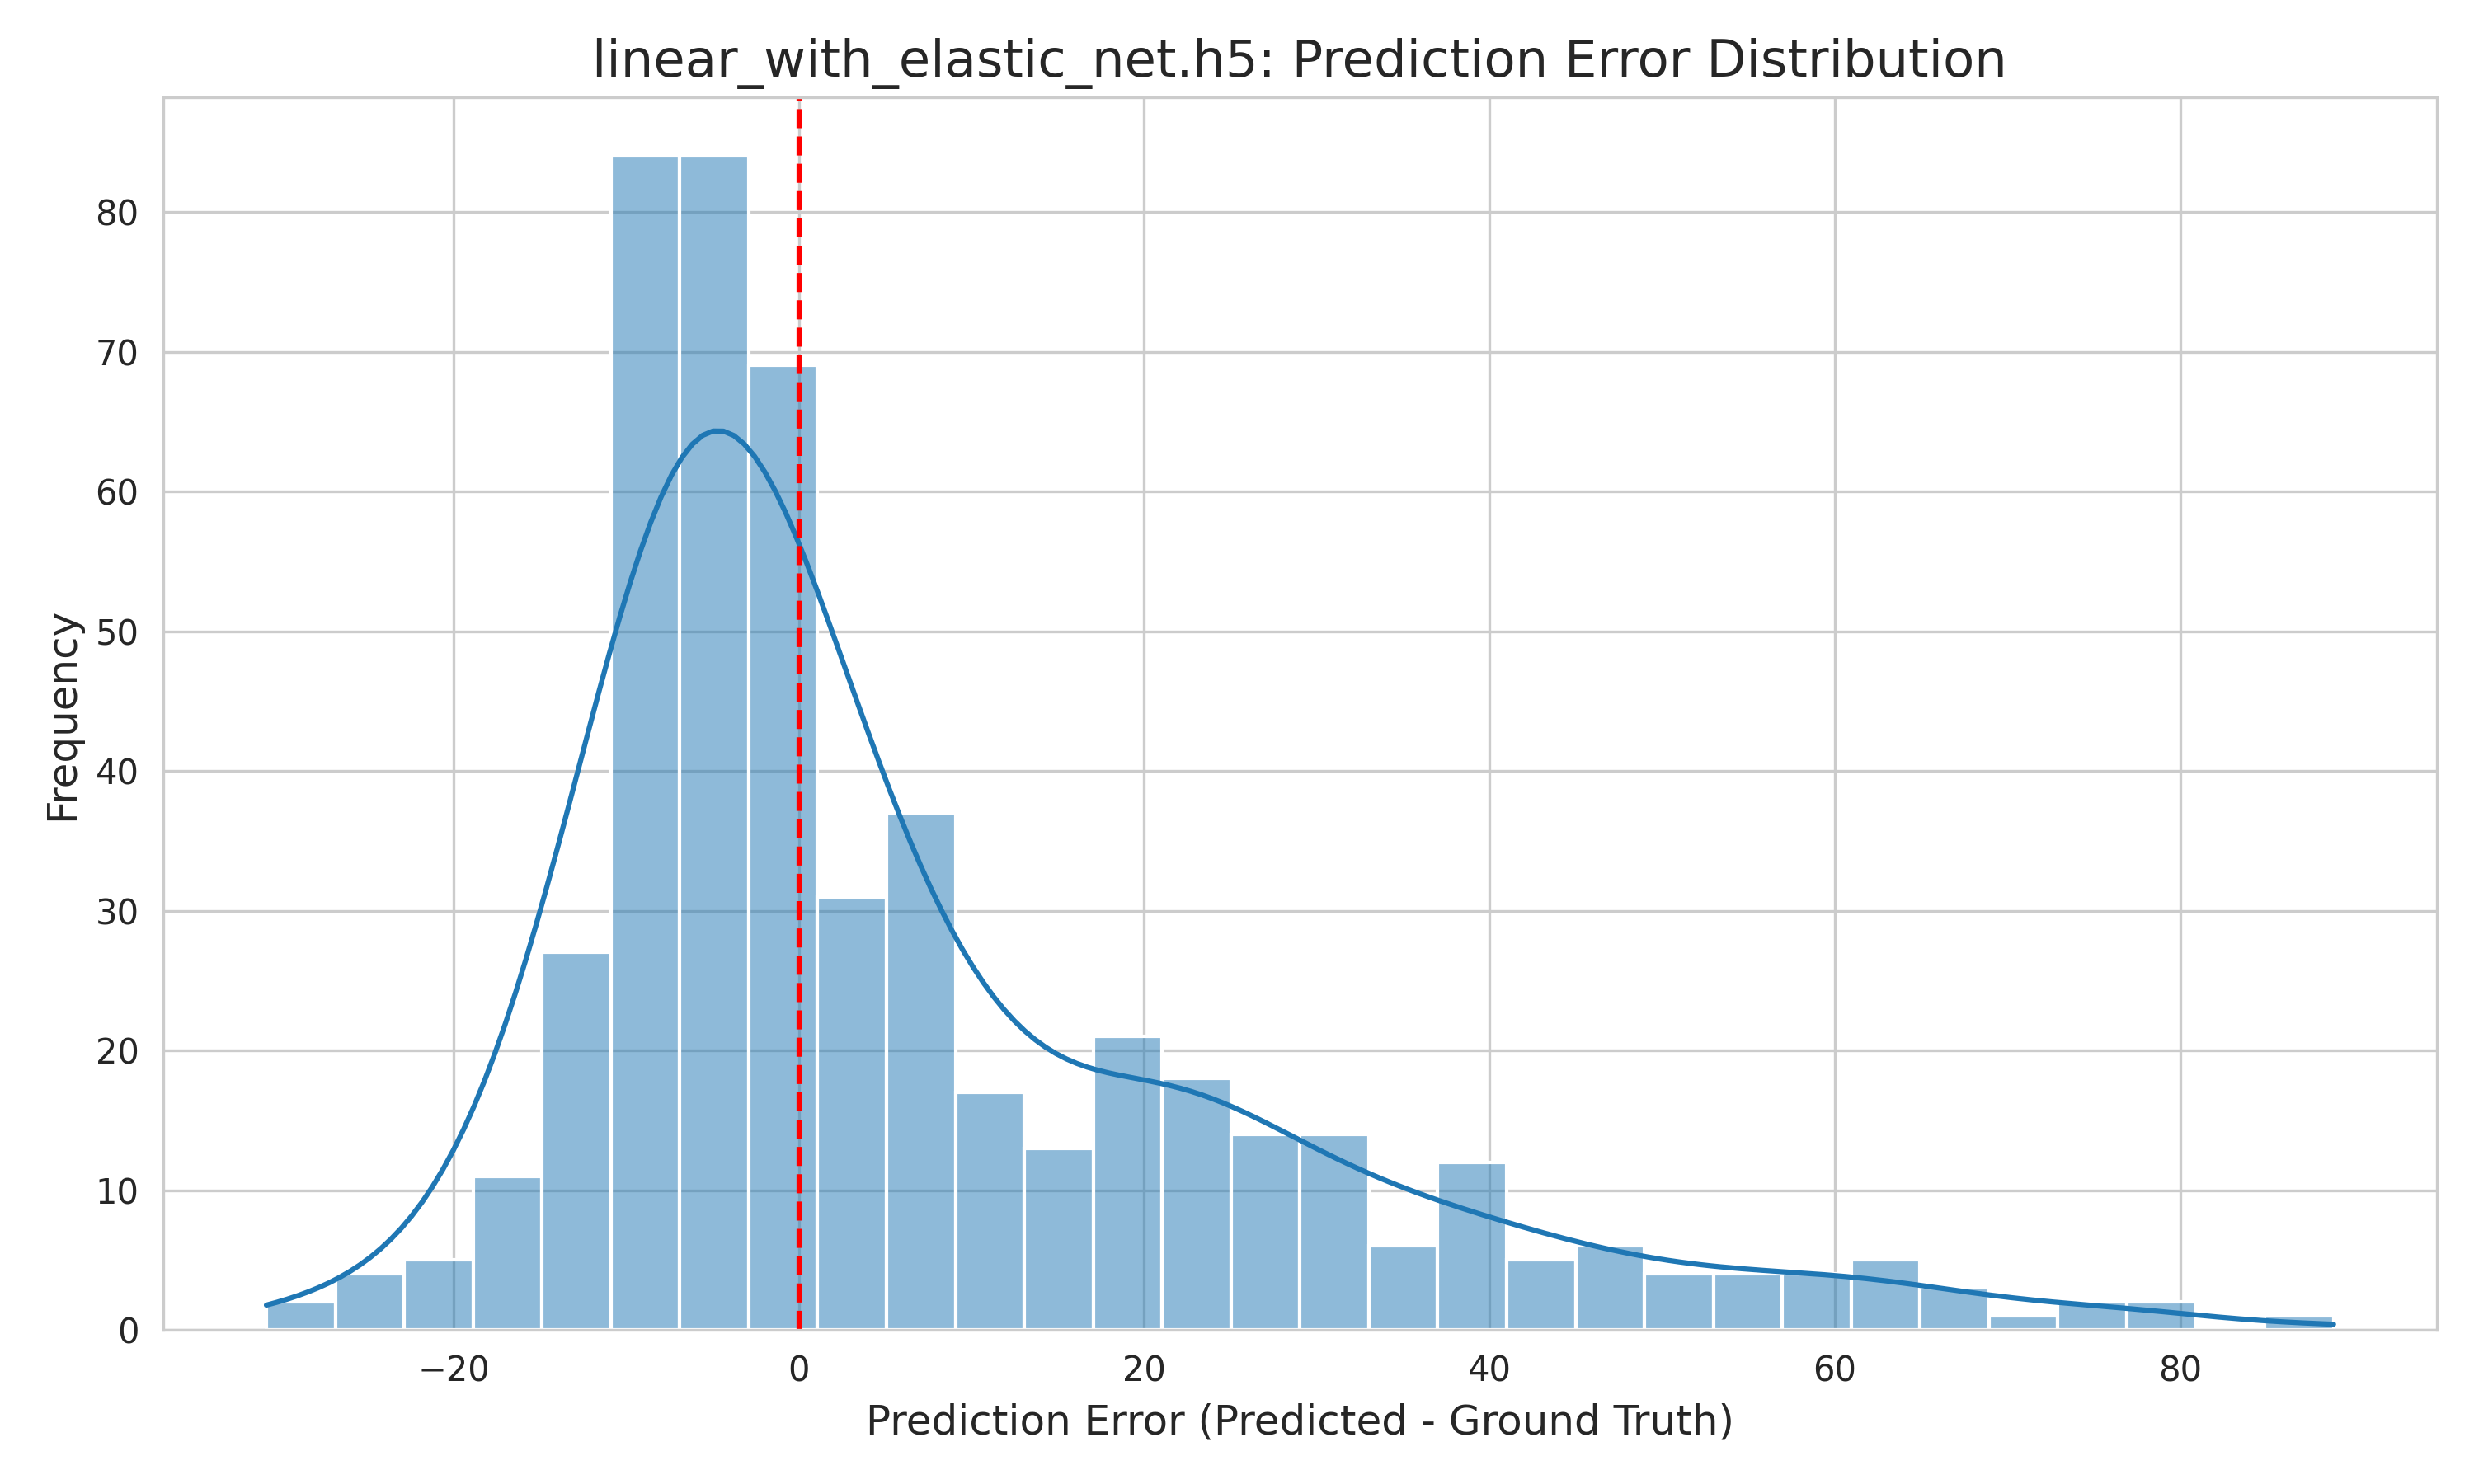 linear_with_elastic_net.h5: Prediction Error Distribution
Frequency
80
70
60
50
40
30
20
10
0
−20 0 20 40 60 80
Prediction Error (Predicted - Ground Truth)